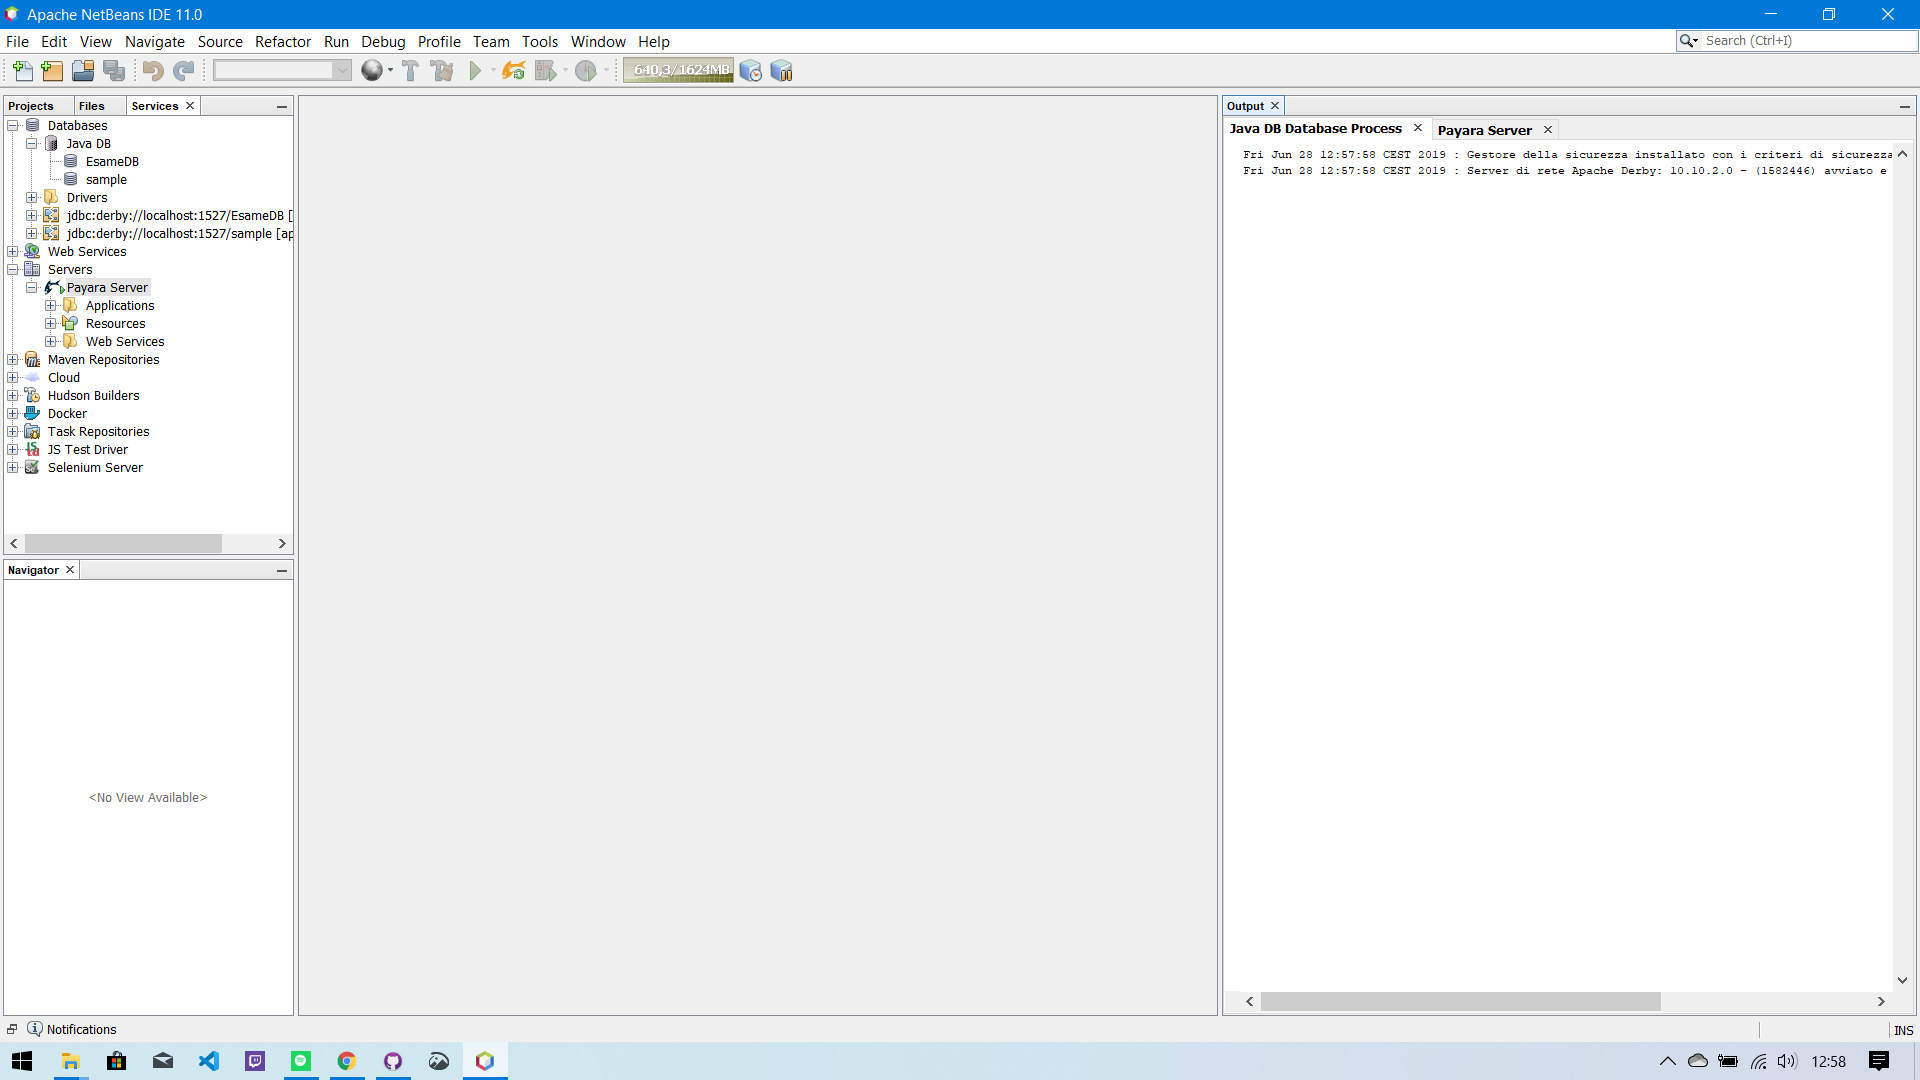 Apache NetBeans IDE 11.0
File Edit View Navigate Source Refactor Run Debug Profile Team Tools Window Help
Search (Ctrl+I)
640,3/1624MB
Projects Files Services
Databases
Java DB
EsameDB
sample
Drivers
jdbc:derby://localhost:1527/EsameDB [
jdbc:derby://localhost:1527/sample [ap
Web Services
Servers
Payara Server
Applications
Resources
Web Services
Maven Repositories
Cloud
Hudson Builders
Docker
Task Repositories
JS Test Driver
Selenium Server
Navigator
<No View Available>
Output
Java DB Database Process Payara Server
Fri Jun 28 12:57:58 CEST 2019 : Gestore della sicurezza installato con i criteri di sicurezza
Fri Jun 28 12:57:58 CEST 2019 : Server di rete Apache Derby: 10.10.2.0 - (1582446) avviato e
Notifications
INS
12:58